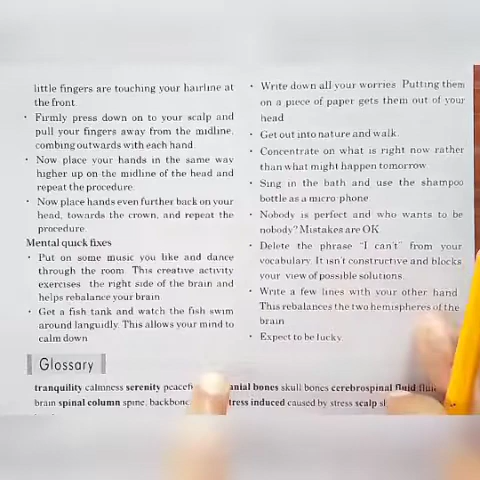 little fingers are touching your hairline at
the front.
• Firmly press down on to your scalp and
pull your fingers away from the midline,
combing outwards with each hand
• Now place your hands in the same way
higher up on the midline of the head and
repeat the procedure.
• Now place hands even further back on your
head, towards the crown, and repeat the
procedure.
Mental quick fixes
• Put on some music you like and dance
through the room. This creative activity
exercises the right side of the brain and
helps rebalance your brain
• Get a fish tank and watch the fish swim
around languidly. This allows your mind to
calm down
• Write down all your worries. Putting them
on a piece of paper gets them out of your
head
• Get out into nature and walk.
• Concentrate on what is right now rather
than what might happen tomorrow
• Sing in the bath and use the shampoo
bottle as a micro phone.
• Nobody is perfect and who wants to be
nobody? Mistakes are OK.
• Delete the phrase "I can't" from your
vocabulary. It isn't constructive and blocks
your view of possible solutions.
• Write a few lines with your other hand
This rebalances the two hemispheres of the
brain
• Expect to be lucky.
Glossary
tranquility calmness serenity bones skull bones cerebrospinal fluid
brain spinal column spine, induced caused by stress scalp